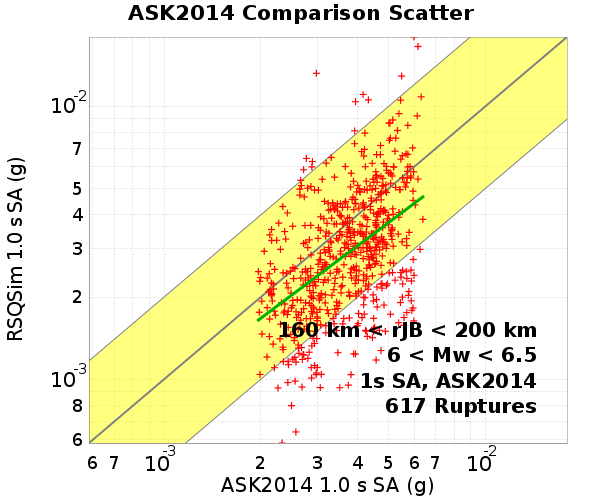 ASK2014 Comparison Scatter
RSQSim 1.0 s SA (g)
10-2
7
5
4
3
2
10-3
8
6
160 km < rJB < 200 km
6 < Mw < 6.5
1s SA, ASK2014
617 Ruptures
6 7 10-3 2 3 4 5 6 7 10-2
ASK2014 1.0 s SA (g)